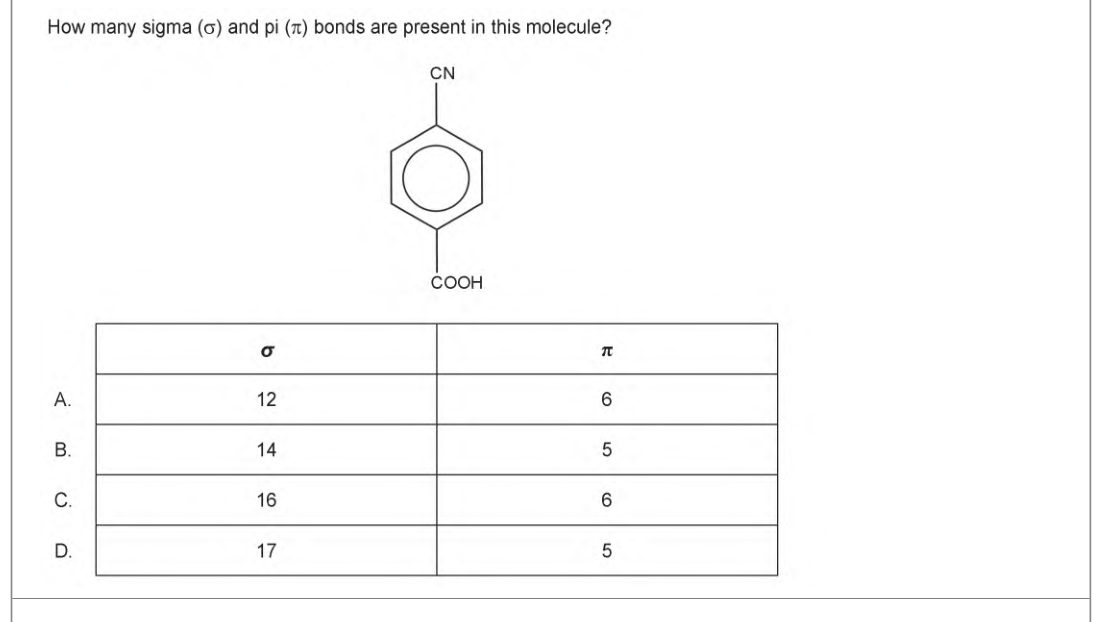 How many sigma (σ) and pi (π) bonds are present in this molecule?
CN
COOH
σ π
A. 12 6
B. 14 5
C. 16 6
D. 17 5